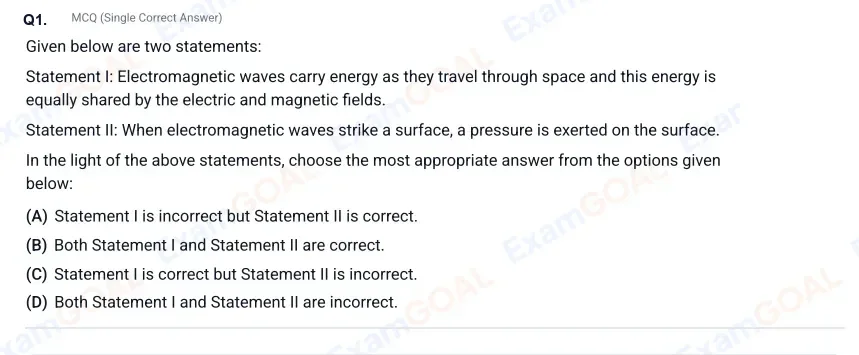 Q1. MCQ (Single Correct Answer)
Given below are two statements:
Statement I: Electromagnetic waves carry energy as they travel through space and this energy is
equally shared by the electric and magnetic fields.
Statement II: When electromagnetic waves strike a surface, a pressure is exerted on the surface.
In the light of the above statements, choose the most appropriate answer from the options given
below:
(A) Statement I is incorrect but Statement II is correct.
(B) Both Statement I and Statement II are correct.
(C) Statement I is correct but Statement II is incorrect.
(D) Both Statement I and Statement II are incorrect.